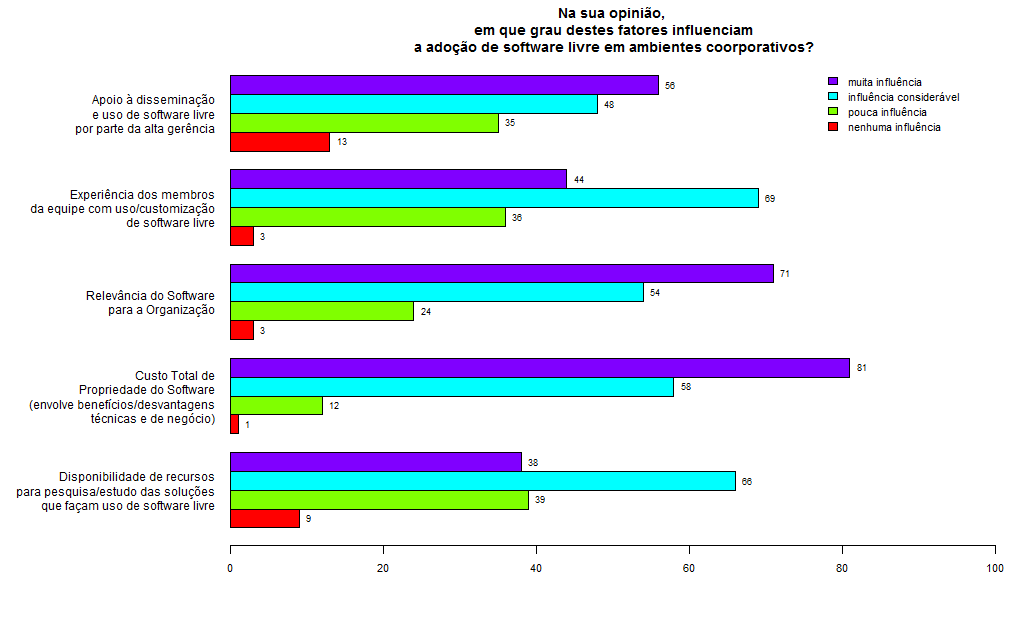 Na sua opinião,
em que grau destes fatores influenciam
a adoção de software livre em ambientes coorporativos?
muita influência
influência considerável
pouca influência
nenhuma influência
Apoio à disseminação
e uso de software livre
por parte da alta gerência
56
48
35
13
Experiência dos membros
da equipe com uso/customização
de software livre
44
69
36
3
Relevância do Software
para a Organização
71
54
24
3
Custo Total de
Propriedade do Software
(envolve benefícios/desvantagens
técnicas e de negócio)
81
58
12
1
Disponibilidade de recursos
para pesquisa/estudo das soluções
que façam uso de software livre
38
66
39
9
0 20 40 60 80 100